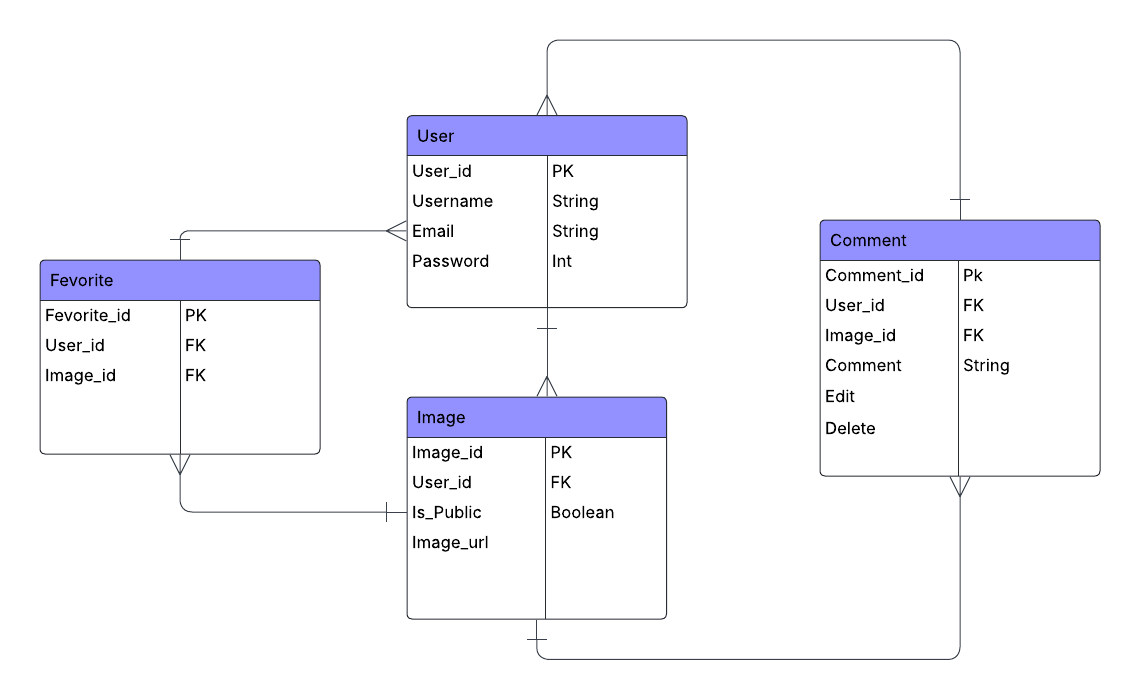 User
User_id PK
Username String
Email String
Password Int
Fevorite
Fevorite_id PK
User_id FK
Image_id FK
Image
Image_id PK
User_id FK
Is_Public Boolean
Image_url
Comment
Comment_id Pk
User_id FK
Image_id FK
Comment String
Edit
Delete